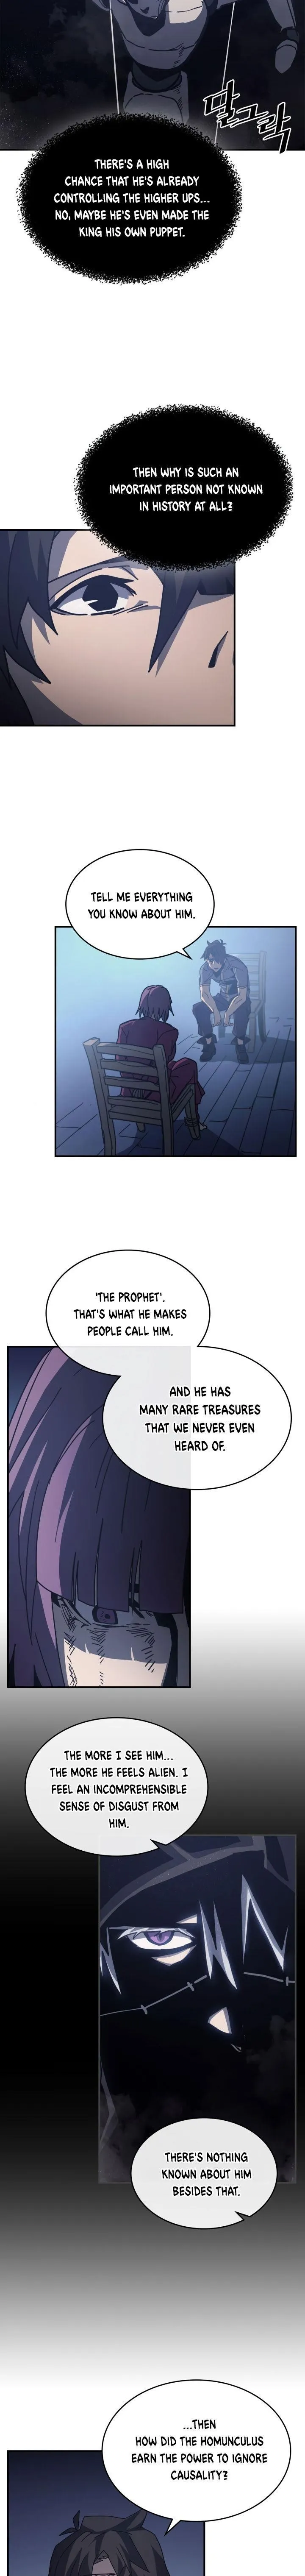 달그락
THERE'S A HIGH
CHANCE THAT HE'S ALREADY
CONTROLLING THE HIGHER UPS...
NO, MAYBE HE'S EVEN MADE THE
KING HIS OWN PUPPET.
THEN WHY IS SUCH AN
IMPORTANT PERSON NOT KNOWN
IN HISTORY AT ALL?
TELL ME EVERYTHING
YOU KNOW ABOUT HIM.
'THE PROPHET'.
THAT'S WHAT HE MAKES
PEOPLE CALL HIM.
AND HE HAS
MANY RARE TREASURES
THAT WE NEVER EVEN
HEARD OF.
THE MORE I SEE HIM...
THE MORE HE FEELS ALIEN. I
FEEL AN INCOMPREHENSIBLE
SENSE OF DISGUST FROM
HIM.
THERE'S NOTHING
KNOWN ABOUT HIM
BESIDES THAT.
...THEN
HOW DID THE HOMUNCULUS
EARN THE POWER TO IGNORE
CAUSALITY?